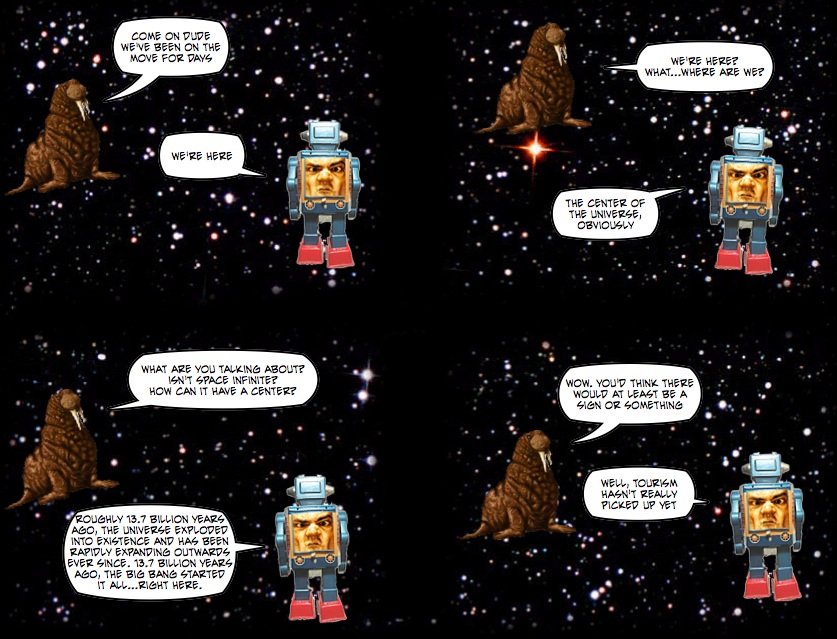 COME ON DUDE
WE'VE BEEN ON THE
MOVE FOR DAYS
WE'RE HERE
WE'RE HERE?
WHAT...WHERE ARE WE?
THE CENTER OF
THE UNIVERSE,
OBVIOUSLY
WHAT ARE YOU TALKING ABOUT?
ISN'T SPACE INFINITE?
HOW CAN IT HAVE A CENTER?
ROUGHLY 13.7 BILLION YEARS
AGO, THE UNIVERSE EXPLODED
INTO EXISTENCE AND HAS BEEN
RAPIDLY EXPANDING OUTWARDS
EVER SINCE. 13.7 BILLION YEARS
AGO, THE BIG BANG STARTED
IT ALL...RIGHT HERE.
WOW. YOU'D THINK THERE
WOULD AT LEAST BE A
SIGN OR SOMETHING
WELL, TOURISM
HASN'T REALLY
PICKED UP YET